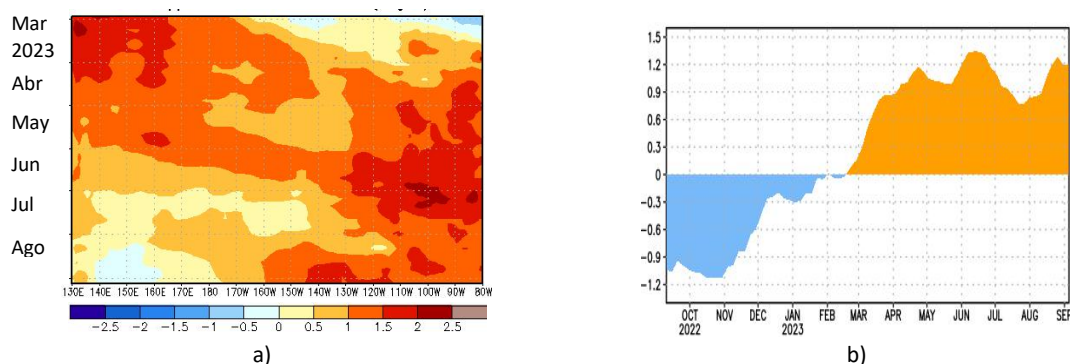 Mar
2023
Abr
May
Jun
Jul
Ago
130E 140E 150E 160E 170E 180 170W 160W 150W 140W 130W 120W 110W 100W 90W 80W
-2.5 -2 -1.5 -1 -0.5 0 0.5 1 1.5 2 2.5
a)
1.5
1.2
0.9
0.6
0.3
0
-0.3
-0.6
-0.9
-1.2
OCT NOV DEC JAN FEB MAR APR MAY JUN JUL AUG SEP
2022 2023
b)